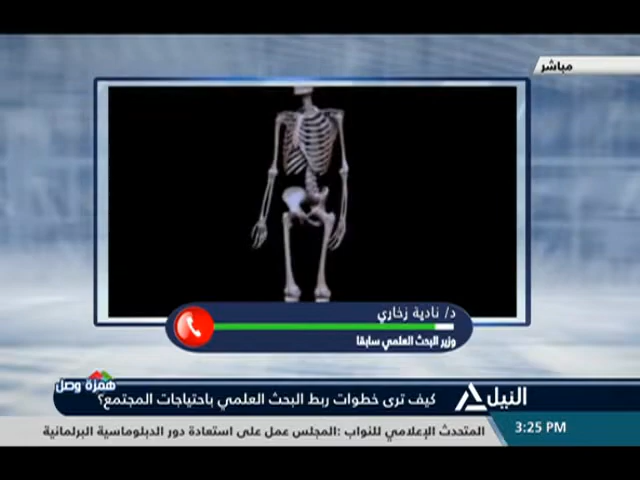 مباشر
د/ نادية زخاري
وزير البحث العلمي سابقا
همزة وصل
كيف ترى خطوات ربط البحث العلمي باحتياجات المجتمع؟
النيل
المتحدث الإعلامي للنواب :المجلس عمل على استعادة دور الدبلوماسية البرلمانية
3:25 PM